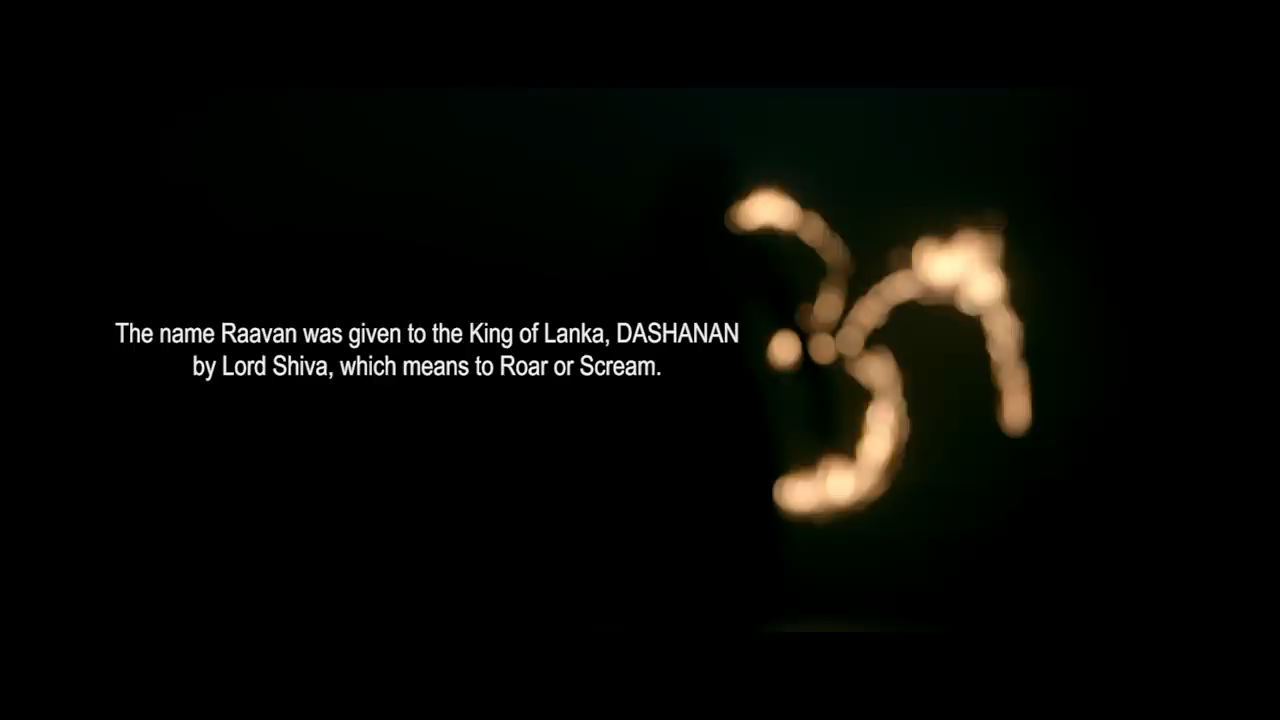 The name Raavan was given to the King of Lanka, DASHANAN
by Lord Shiva, which means to Roar or Scream.